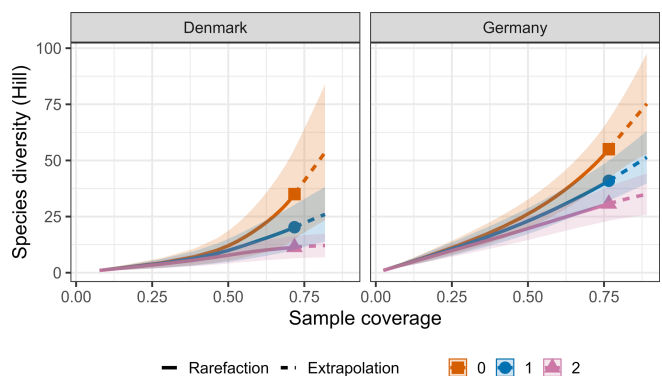 Denmark Germany
100
75
50
25
0
Species diversity (Hill)
0.00 0.25 0.50 0.75 0.00 0.25 0.50 0.75
Sample coverage
Rarefaction Extrapolation 0 1 2